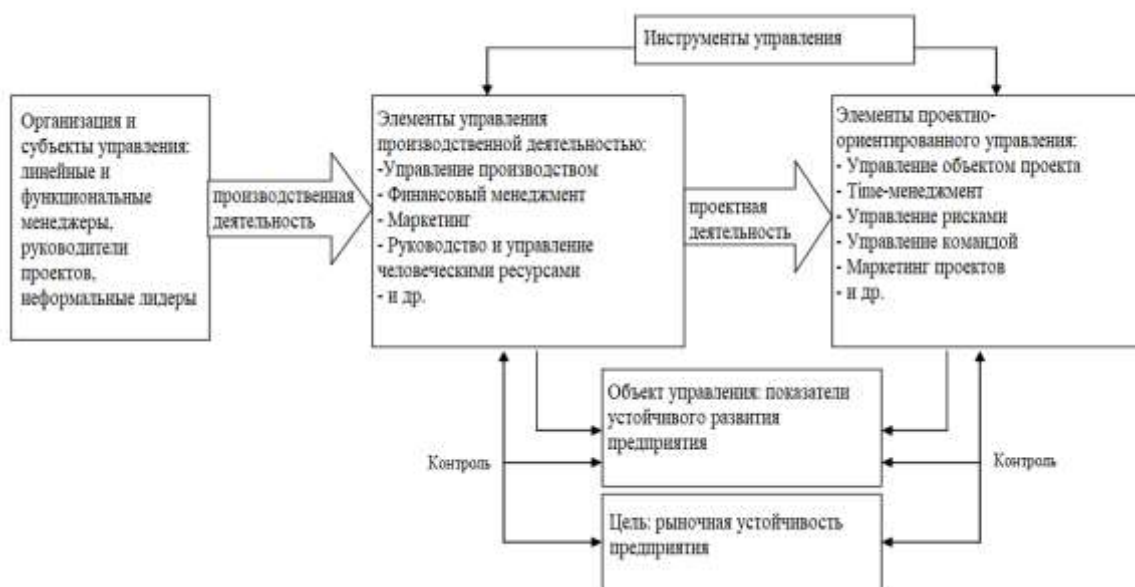 Инструменты управления
Организация и
субъекты управления:
линейные и
функциональные
менеджеры,
руководители
проектов,
неформальные лидеры
производственная
деятельность
Элементы управления
производственной деятельностью:
-Управление производством
- Финансовый менеджмент
- Маркетинг
- Руководство и управление
человеческими ресурсами
- и др.
проектная
деятельность
Элементы проектно-
ориентированного управления:
- Управление объектом проекта
- Time-менеджмент
- Управление рисками
- Управление командой
- Маркетинг проектов
- и др.
Объект управления: показатели
устойчивого развития
предприятия
Контроль
Контроль
Цель: рыночная устойчивость
предприятия